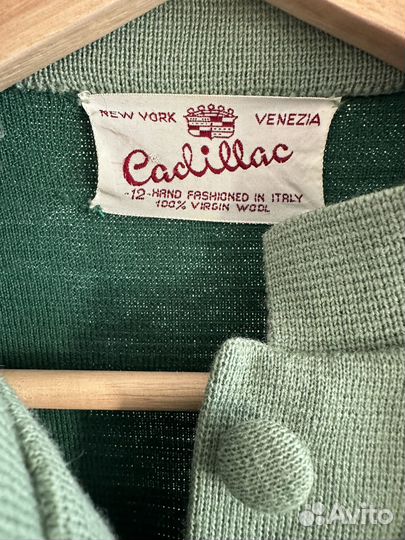 NEW YORK VENEZIA
Cadillac
-12-HAND FASHIONED IN ITALY
100% VIRGIN WOOL
Avito